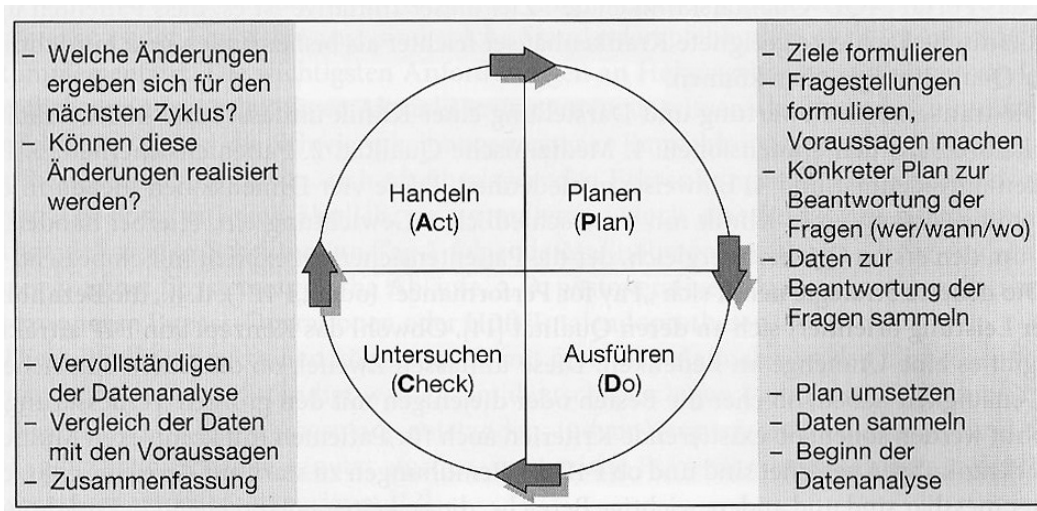 – Welche Änderungen
ergeben sich für den
nächsten Zyklus?
– Können diese
Änderungen realisiert
werden?
Handeln
(Act)
Planen
(Plan)
– Ziele formulieren
– Fragestellungen
formulieren,
Voraussagen machen
– Konkreter Plan zur
Beantwortung der
Fragen (wer/wann/wo)
– Daten zur
Beantwortung der
Fragen sammeln
– Vervollständigen
der Datenanalyse
– Vergleich der Daten
mit den Voraussagen
– Zusammenfassung
Untersuchen
(Check)
Ausführen
(Do)
– Plan umsetzen
– Daten sammeln
– Beginn der
Datenanalyse